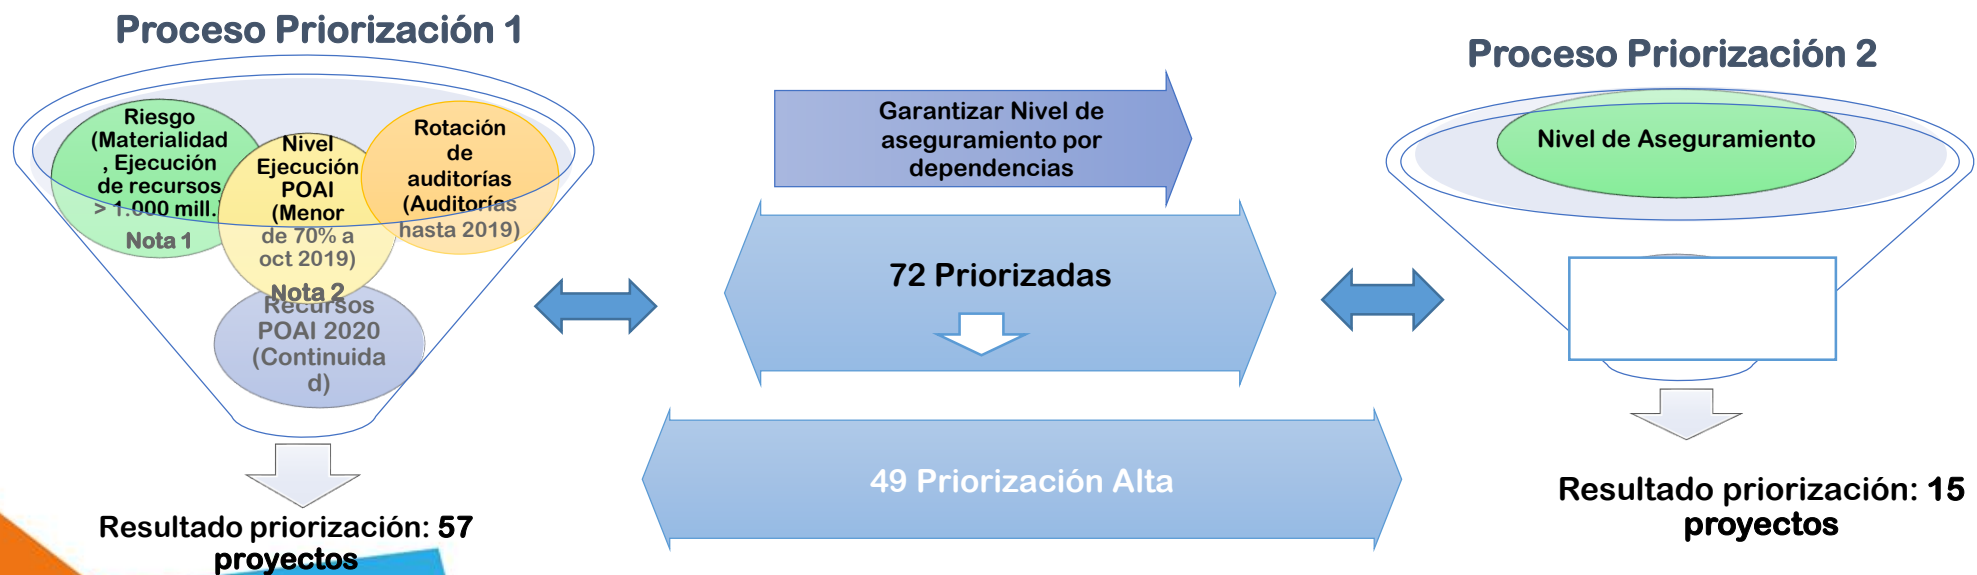 Proceso Priorización 1
Riesgo
(Materialidad
, Ejecución
de recursos
> 1.000 mill.
Nota 1
Nivel
Ejecución
POAI
(Menor
de 70% a
oct 2019)
Nota 2
Rotación
de
auditorías
(Auditorías
hasta 2019)
Recursos
POAI 2020
(Continuida
d)
Resultado priorización: 57
proyectos
Garantizar Nivel de
aseguramiento por
dependencias
72 Priorizadas
49 Priorización Alta
Proceso Priorización 2
Nivel de Aseguramiento
Resultado priorización: 15
proyectos